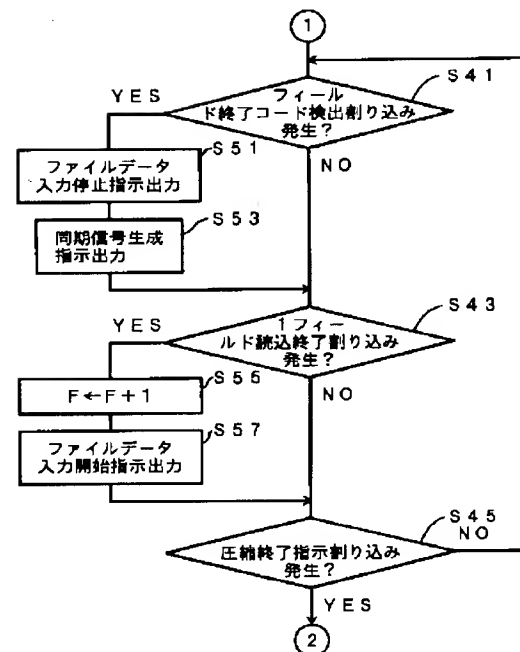 1
S41
YES
フィール
ド終了コード検出割り込み
発生?
S51
NO
ファイルデータ
入力停止指示出力
S53
同期信号生成
指示出力
S43
YES
1フィー
ルド読込終了割り込み
発生?
S55
NO
F←F+1
S57
ファイルデータ
入力開始指示出力
S45
NO
圧縮終了指示割り込み
発生?
YES
2